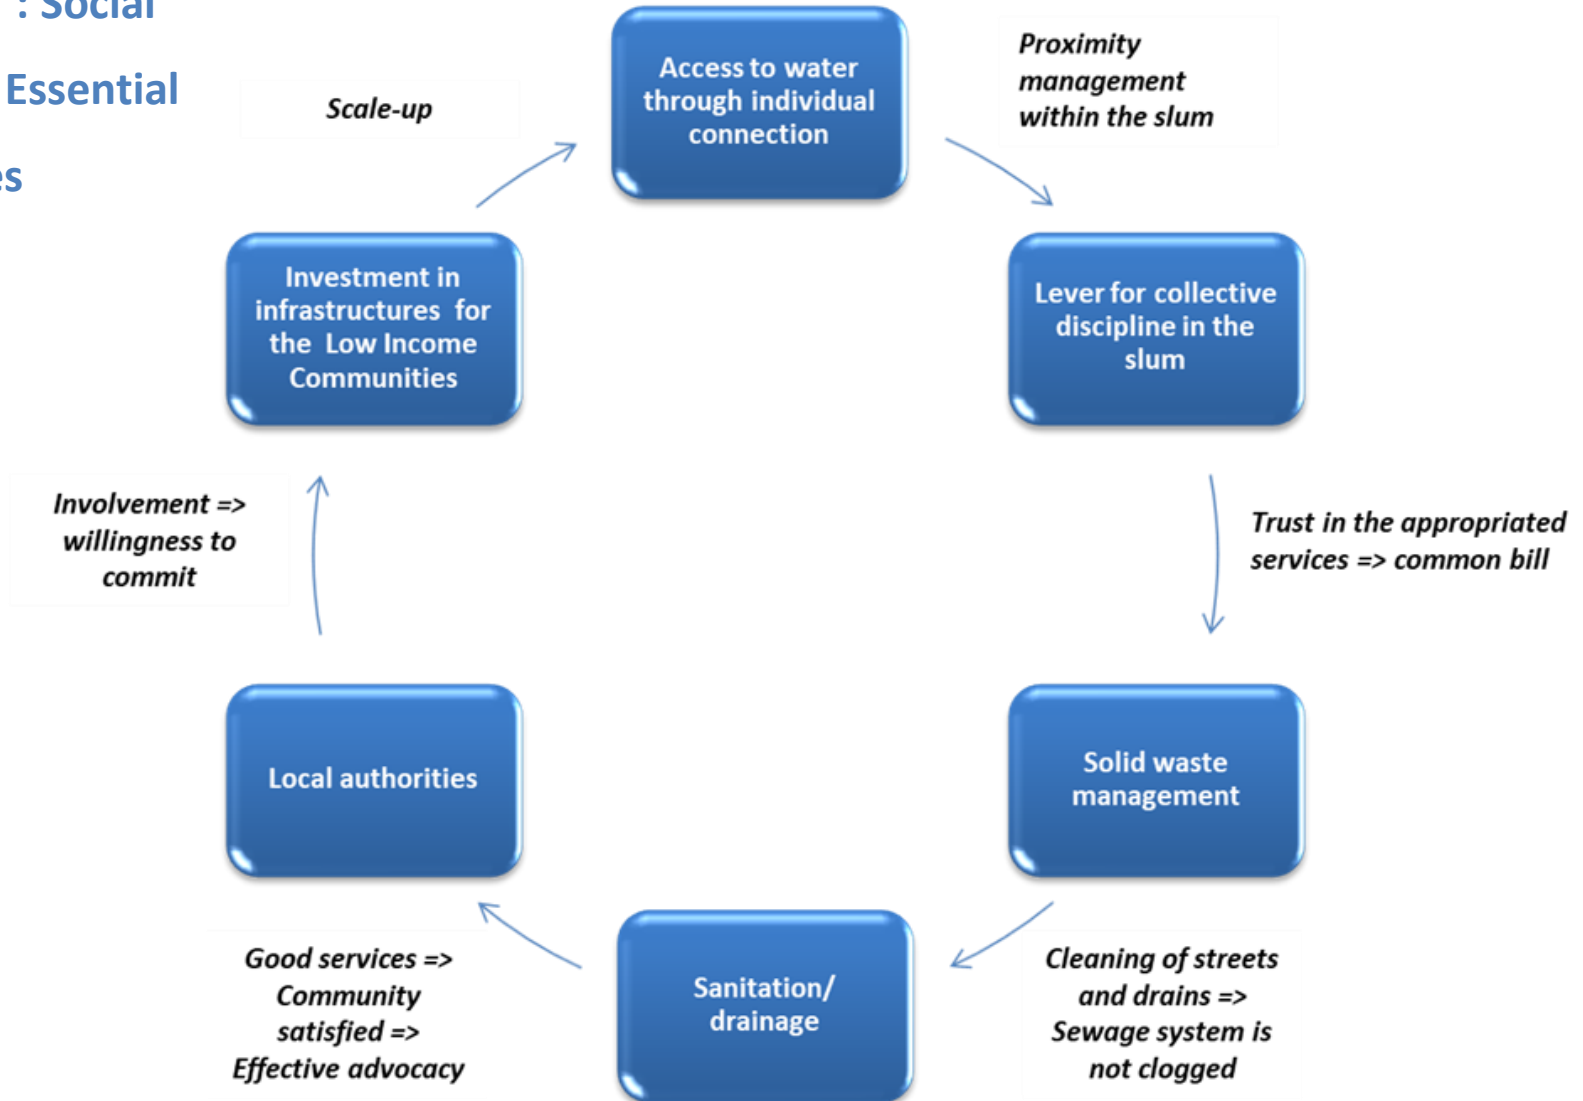 : Social
Essential
es
Scale-up
Access to water
through individual
connection
Proximity
management
within the slum
Investment in
infrastructures for
the Low Income
Communities
Lever for collective
discipline in the
slum
Involvement =>
willingness to
commit
Trust in the appropriated
services => common bill
Local authorities
Solid waste
management
Good services =>
Community
satisfied =>
Effective advocacy
Sanitation/
drainage
Cleaning of streets
and drains =>
Sewage system is
not clogged